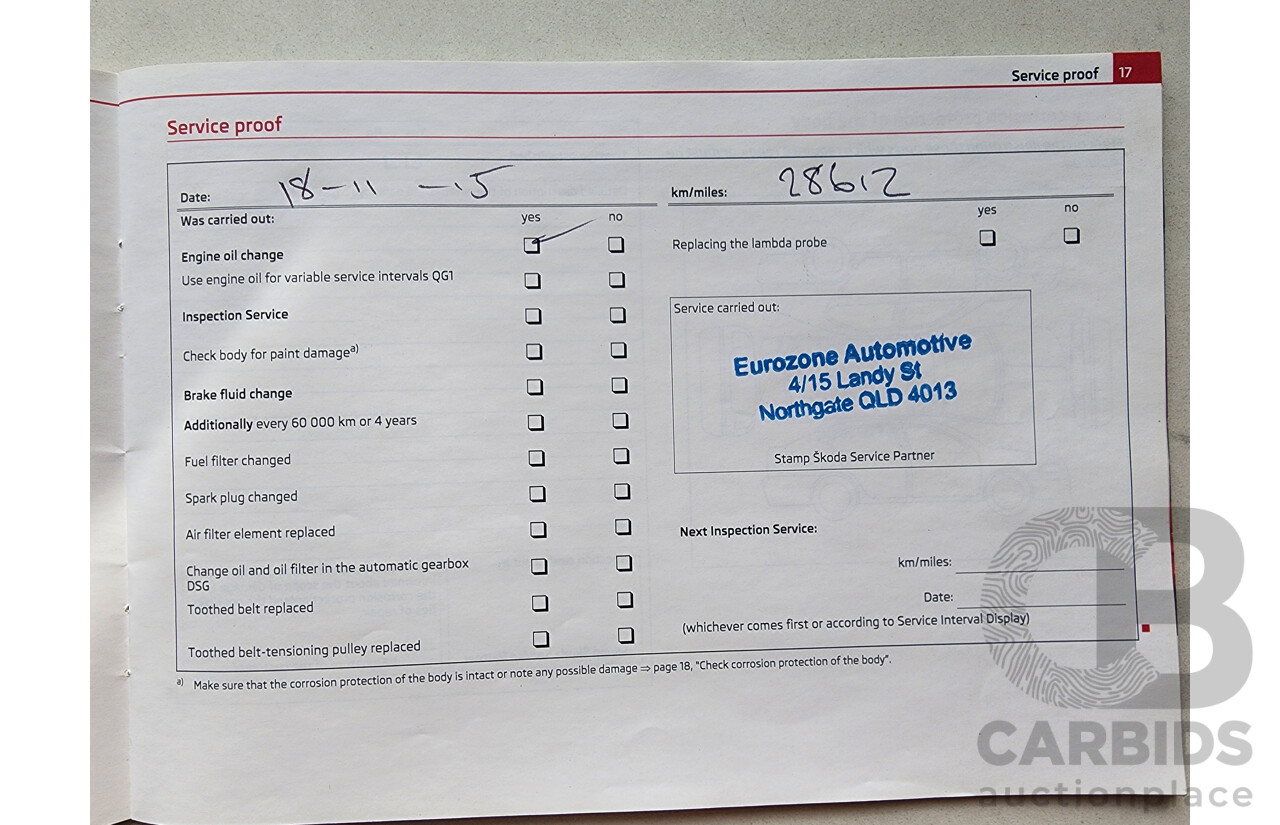 Service proof 17
Service proof
Date: 18-11-15
km/miles: 28612
Was carried out: yes no
yes no
Engine oil change
Replacing the lambda probe
Use engine oil for variable service intervals QG1
Inspection Service
Check body for paint damage a)
Brake fluid change
Additionally every 60 000 km or 4 years
Fuel filter changed
Spark plug changed
Air filter element replaced
Change oil and oil filter in the automatic gearbox
DSG
Toothed belt replaced
Toothed belt-tensioning pulley replaced
Service carried out:
Eurozone Automotive
4/15 Landy St
Northgate QLD 4013
Stamp Škoda Service Partner
Next Inspection Service:
km/miles:
Date:
(whichever comes first or according to Service Interval Display)
a) Make sure that the corrosion protection of the body is intact or note any possible damage ⇒ page 18, "Check corrosion protection of the body".
CB
CARBIDS
auctionplace